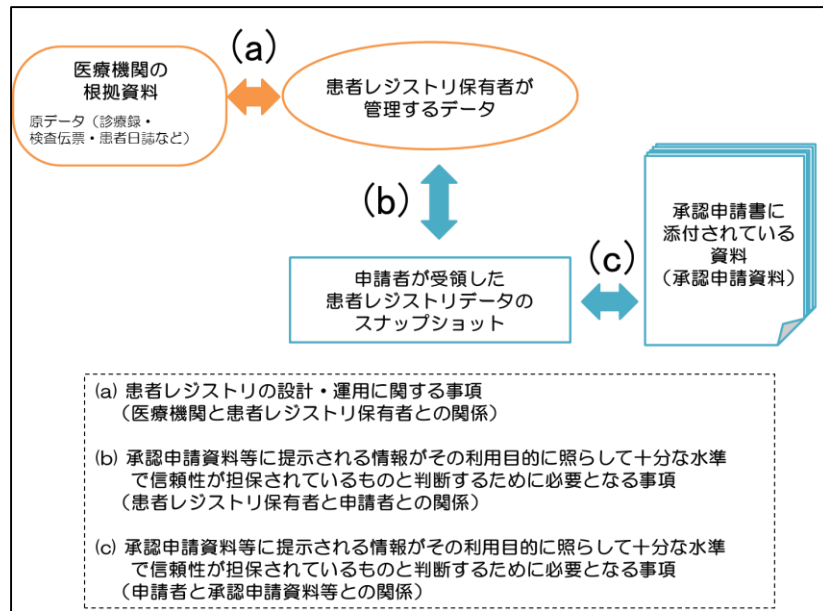 (a)
医療機関の
根拠資料
原データ（診療録・
検査伝票・患者日誌など）
患者レジストリ保有者が
管理するデータ
(b)
申請者が受領した
患者レジストリデータの
スナップショット
(c)
承認申請書に
添付されている
資料
（承認申請資料）
(a) 患者レジストリの設計・運用に関する事項
（医療機関と患者レジストリ保有者との関係）
(b) 承認申請資料等に提示される情報がその利用目的に照らして十分な水準
で信頼性が担保されているものと判断するために必要となる事項
（患者レジストリ保有者と申請者との関係）
(c) 承認申請資料等に提示される情報がその利用目的に照らして十分な水準
で信頼性が担保されているものと判断するために必要となる事項
（申請者と承認申請資料等との関係）